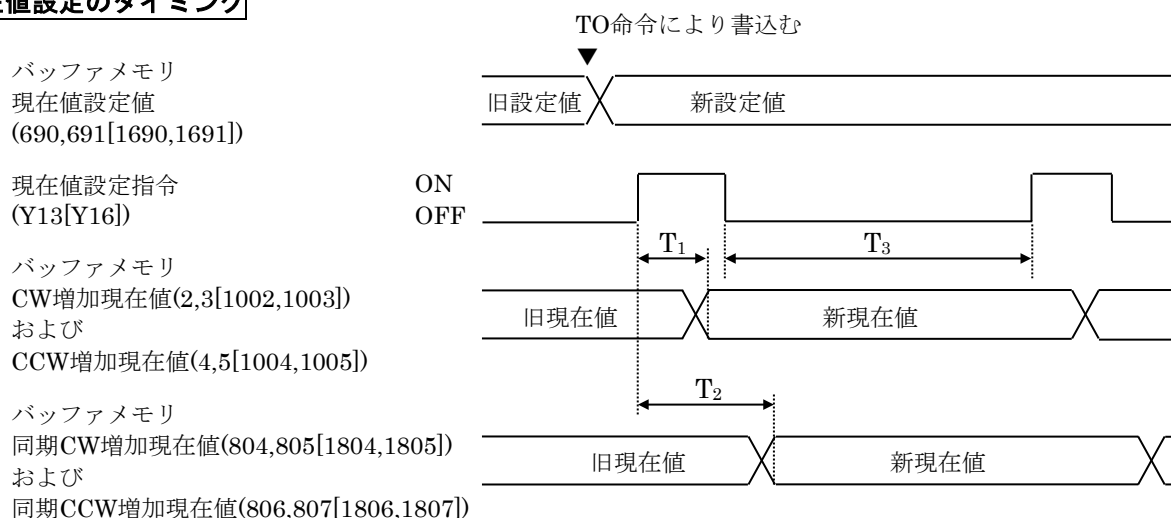 値設定のタイミング
TO命令により書込む
▼
バッファメモリ
現在値設定値
(690,691[1690,1691])
旧設定値
新設定値
現在値設定指令
(Y13[Y16])
ON
OFF
T1
T3
バッファメモリ
CW増加現在値(2,3[1002,1003])
および
CCW増加現在値(4,5[1004,1005])
旧現在値
新現在値
T2
バッファメモリ
同期CW増加現在値(804,805[1804,1805])
および
同期CCW増加現在値(806,807[1806,1807])
旧現在値
新現在値